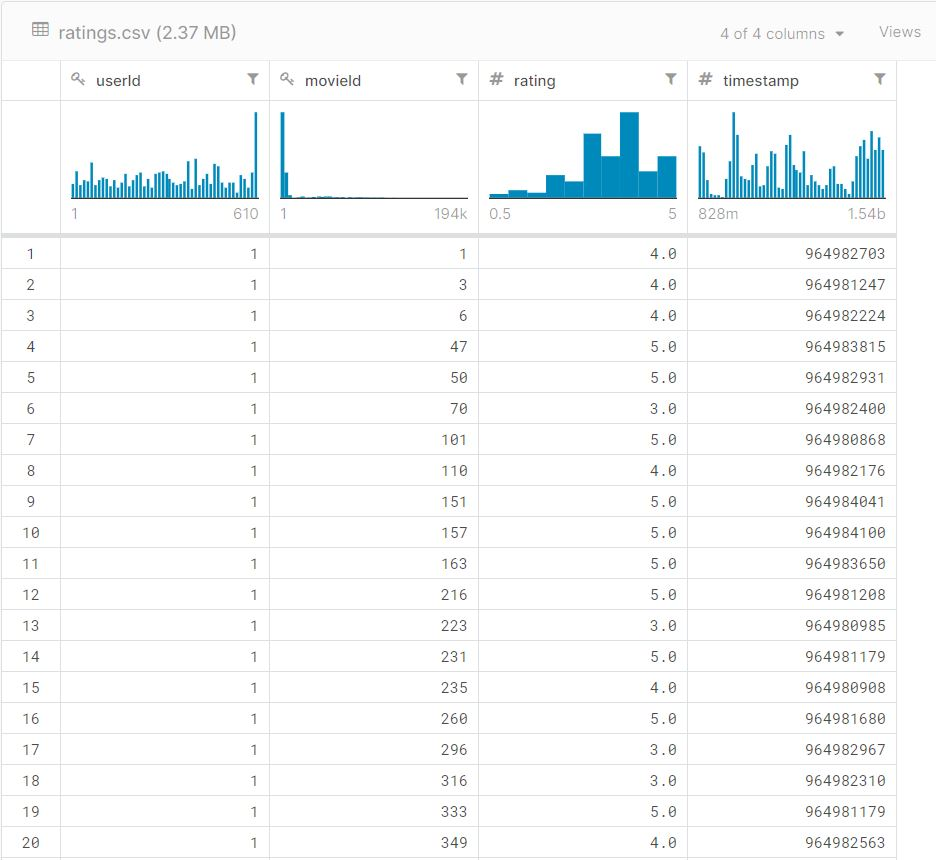 ratings.csv (2.37 MB) 4 of 4 columns Views
userId movieId # rating # timestamp
1 610 1 194k 0.5 5 828m 1.54b
1 1 1 4.0 964982703
2 1 3 4.0 964981247
3 1 6 4.0 964982224
4 1 47 5.0 964983815
5 1 50 5.0 964982931
6 1 70 3.0 964982400
7 1 101 5.0 964980868
8 1 110 4.0 964982176
9 1 151 5.0 964984041
10 1 157 5.0 964984100
11 1 163 5.0 964983650
12 1 216 5.0 964981208
13 1 223 3.0 964980985
14 1 231 5.0 964981179
15 1 235 4.0 964980908
16 1 260 5.0 964981680
17 1 296 3.0 964982967
18 1 316 3.0 964982310
19 1 333 5.0 964981179
20 1 349 4.0 964982563